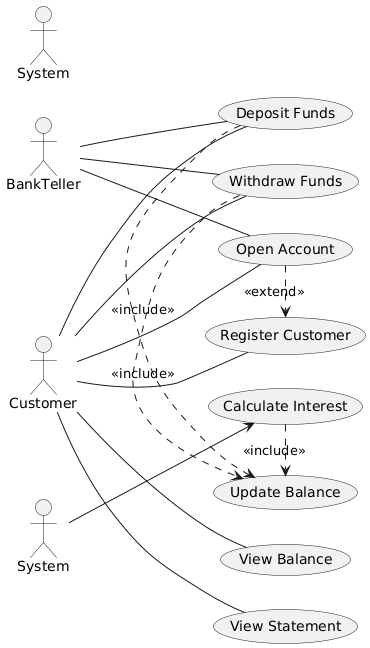 System
Deposit Funds
BankTeller
Withdraw Funds
Open Account
«extend»
«include»
Register Customer
«include»
Customer
Calculate Interest
«include»
Update Balance
System
View Balance
View Statement